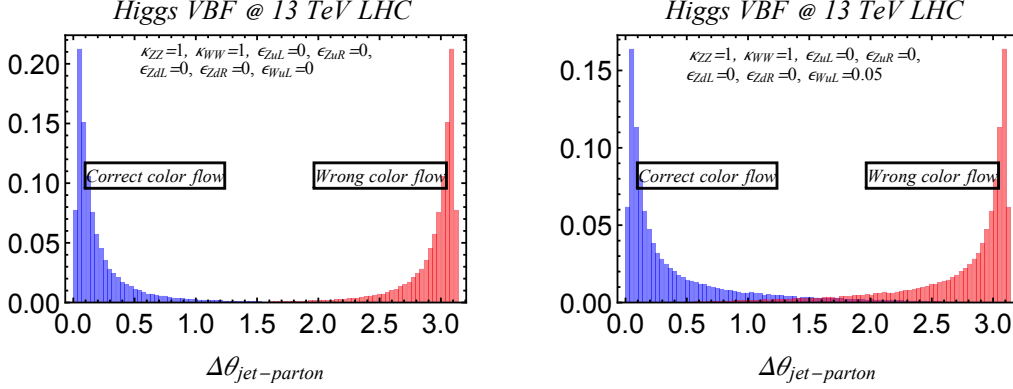 Higgs VBF @ 13 TeV LHC
κZZ=1, κWW=1, ϵZuL=0, ϵZuR=0,
ϵZdL=0, ϵZdR=0, ϵWuL=0
0.20
0.15
0.10
0.05
0.00
Correct color flow
Wrong color flow
0.0 0.5 1.0 1.5 2.0 2.5 3.0
Δθjet−parton
Higgs VBF @ 13 TeV LHC
κZZ=1, κWW=1, ϵZuL=0, ϵZuR=0,
ϵZdL=0, ϵZdR=0, ϵWuL=0.05
0.15
0.10
0.05
0.00
Correct color flow
Wrong color flow
0.0 0.5 1.0 1.5 2.0 2.5 3.0
Δθjet−parton